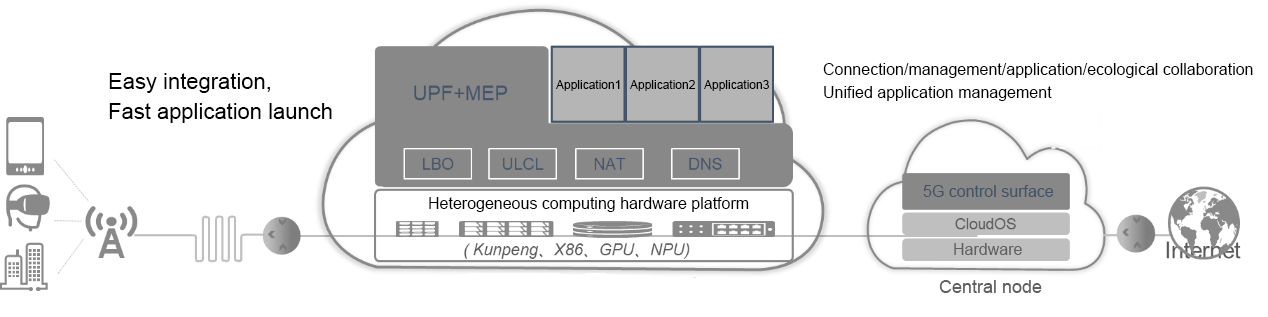 Easy integration,
Fast application launch
UPF+MEP
Application1
Application2
Application3
LBO
ULCL
NAT
DNS
Heterogeneous computing hardware platform
( Kunpeng、X86、GPU、NPU)
Connection/management/application/ecological collaboration
Unified application management
5G control surface
CloudOS
Hardware
Central node
Internet